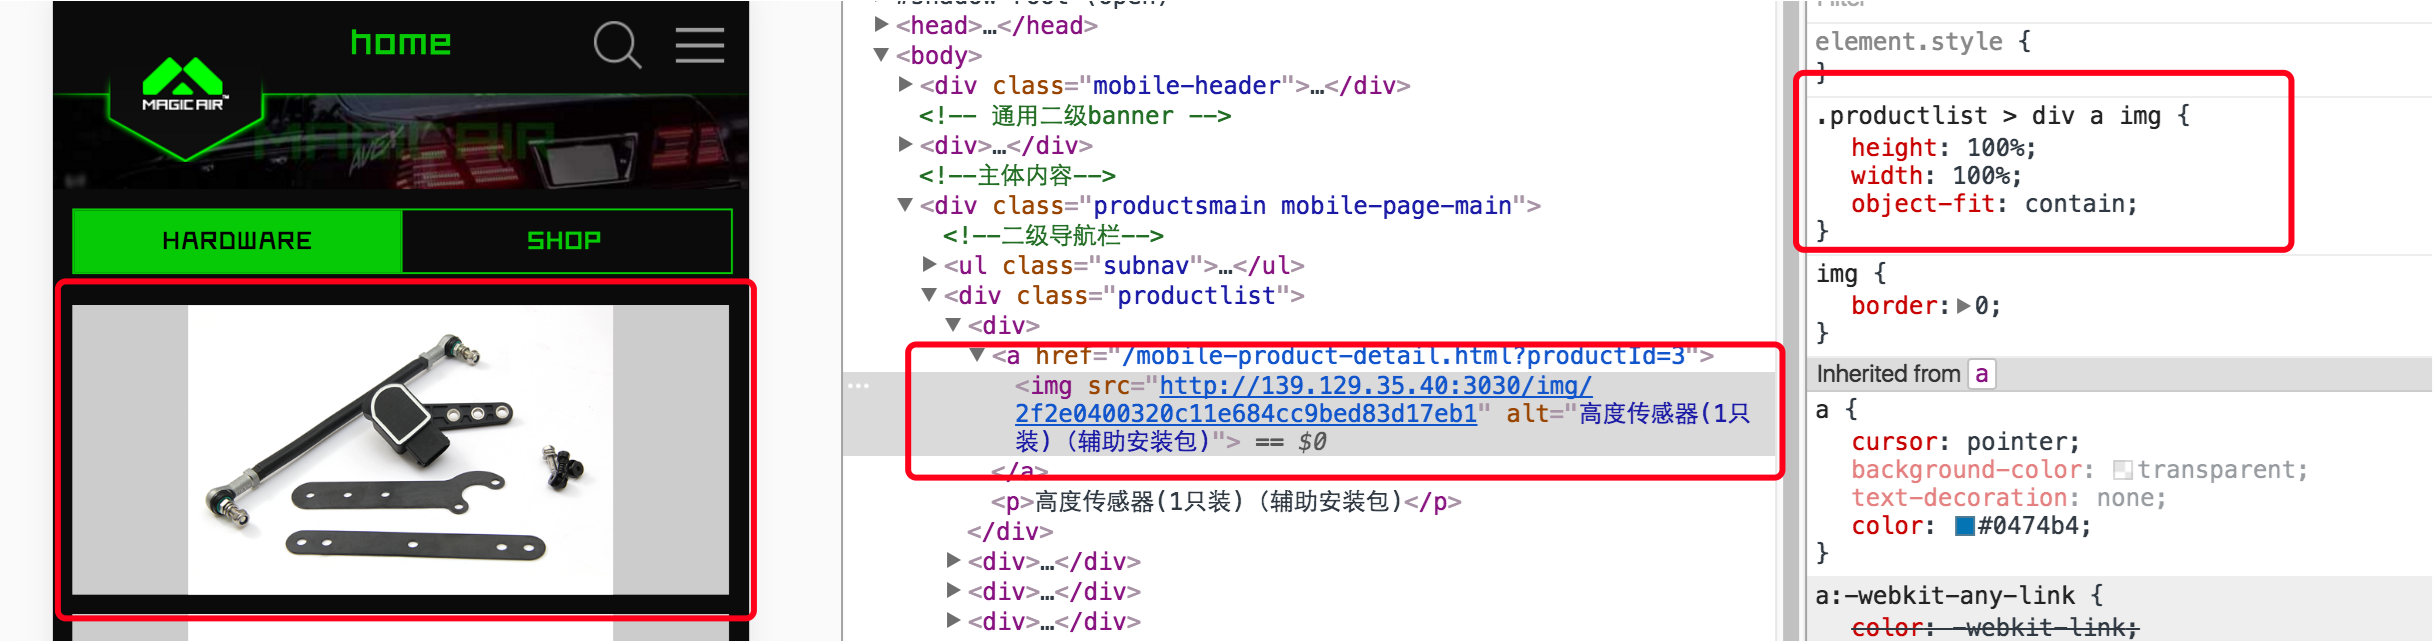 home
MAGIC AIR™
MAGIC AIR
HARDWARE
SHOP
#shadow-root (open)
▶<head>…</head>
▼<body>
▶<div class="mobile-header">…</div>
<!-- 通用二级banner -->
▶<div>…</div>
<!--主体内容-->
▼<div class="productsmain mobile-page-main">
<!--二级导航栏-->
▶<ul class="subnav">…</ul>
▼<div class="productlist">
▼<div>
▼<a href="/mobile-product-detail.html?productId=3">
<img src="http://139.129.35.40:3030/img/
2f2e0400320c11e684cc9bed83d17eb1" alt="高度传感器(1只
装)（辅助安装包)"> == $0
</a>
<p>高度传感器(1只装)（辅助安装包)</p>
</div>
▶<div>…</div>
▶<div>…</div>
▶<div>…</div>
Filter
element.style {
}
.productlist > div a img {
height: 100%;
width: 100%;
object-fit: contain;
}
img {
border:▶0;
}
Inherited from a
a {
cursor: pointer;
background-color: transparent;
text-decoration: none;
color: #0474b4;
}
a:-webkit-any-link {
color: -webkit-link;